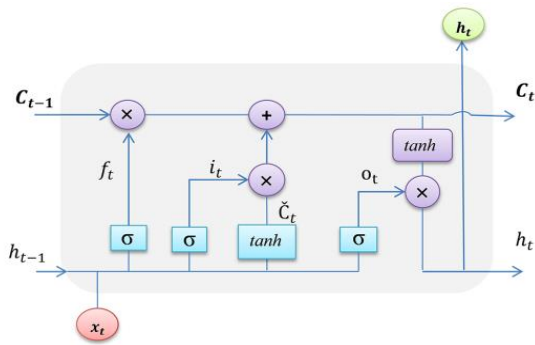 h_t
C_{t-1}
×
+
C_t
tanh
f_t
i_t
×
o_t
×
Č_t
σ
σ
tanh
σ
h_{t-1}
h_t
x_t